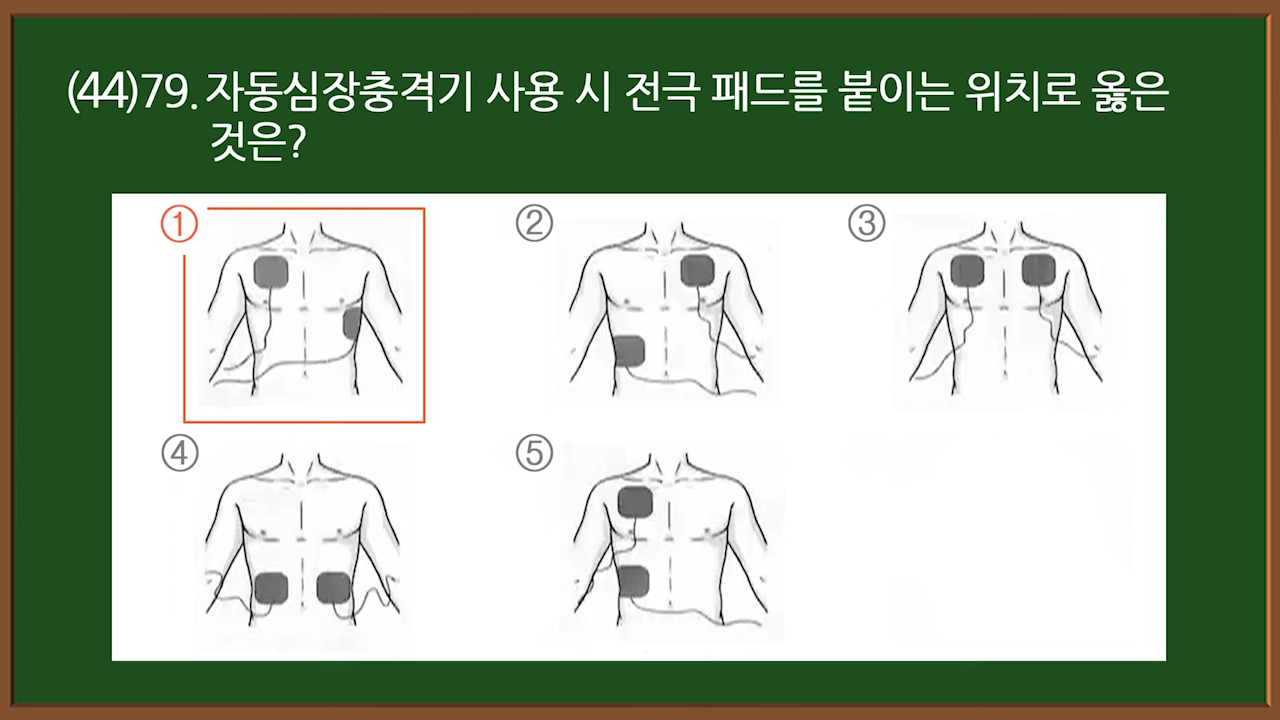 (44)79. 자동심장충격기 사용 시 전극 패드를 붙이는 위치로 옳은
것은?
① ② ③
④ ⑤